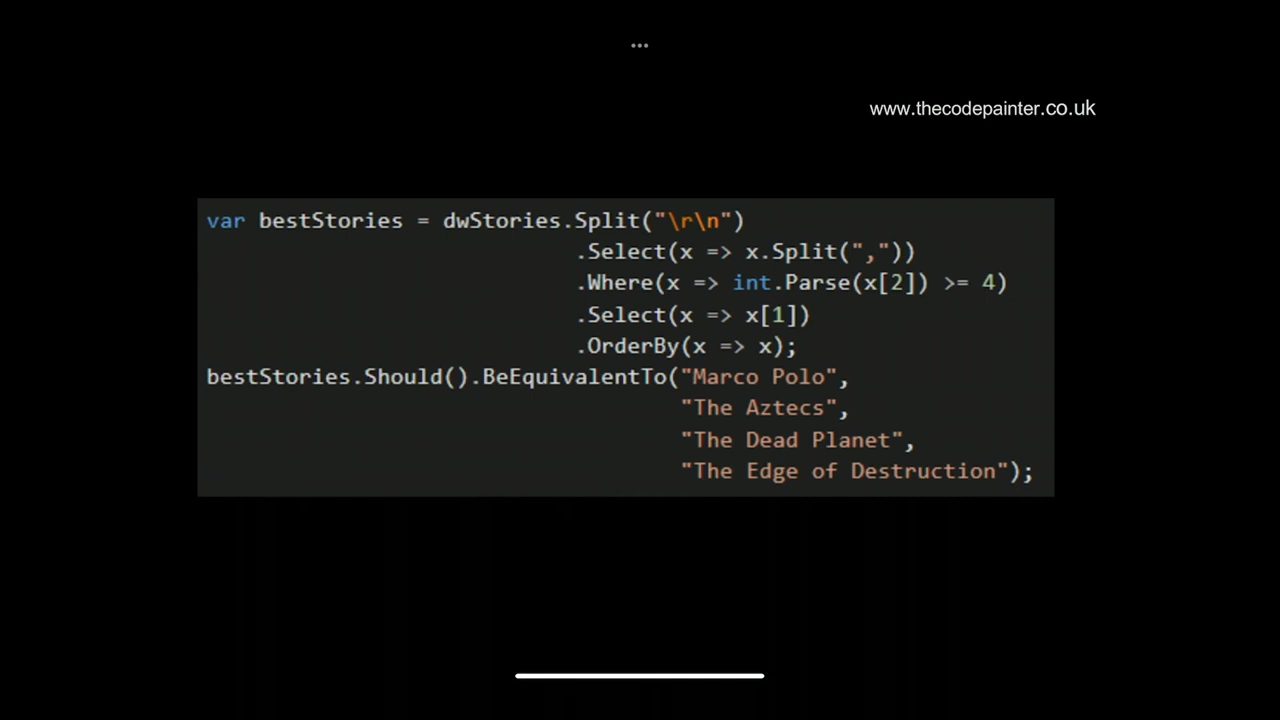 www.thecodepainter.co.uk
var bestStories = dwStories.Split("\r\n")
.Select(x => x.Split(","))
.Where(x => int.Parse(x[2]) >= 4)
.Select(x => x[1])
.OrderBy(x => x);
bestStories.Should().BeEquivalentTo("Marco Polo",
"The Aztecs",
"The Dead Planet",
"The Edge of Destruction");